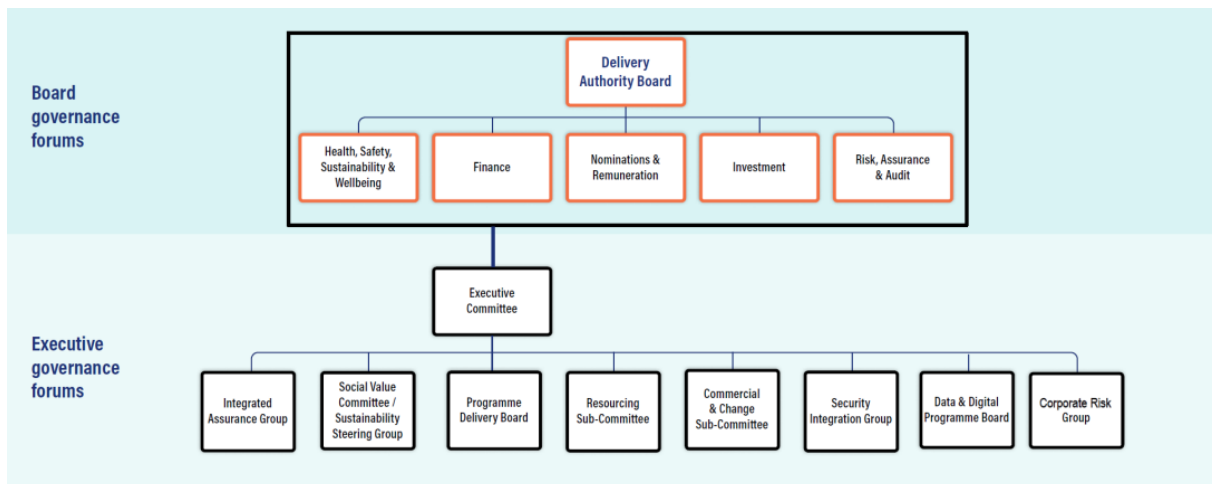 Board
governance
forums
Delivery
Authority Board
Health, Safety,
Sustainability &
Wellbeing
Finance
Nominations &
Remuneration
Investment
Risk, Assurance
& Audit
Executive
governance
forums
Executive
Committee
Integrated
Assurance Group
Social Value
Committee /
Sustainability
Steering Group
Programme
Delivery Board
Resourcing
Sub-Committee
Commercial
& Change
Sub-Committee
Security
Integration Group
Data & Digital
Programme Board
Corporate Risk
Group